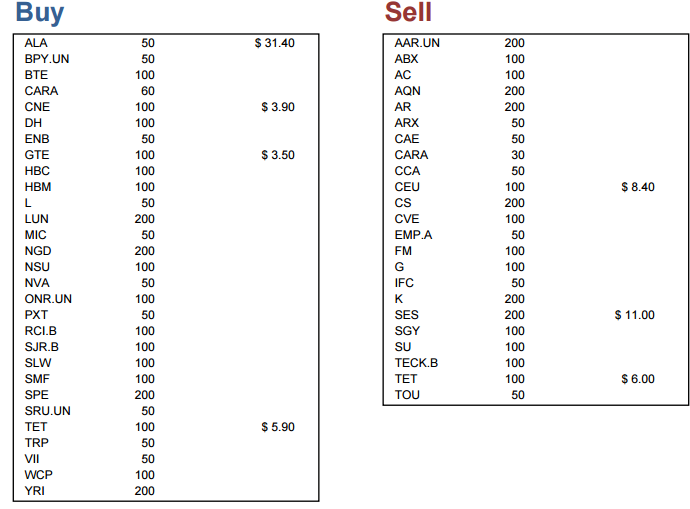 Buy
ALA 50 $ 31.40
BPY.UN 50
BTE 100
CARA 60
CNE 100 $ 3.90
DH 100
ENB 50
GTE 100 $ 3.50
HBC 100
HBM 100
L 50
LUN 200
MIC 50
NGD 200
NSU 100
NVA 50
ONR.UN 100
PXT 50
RCI.B 100
SJR.B 100
SLW 100
SMF 100
SPE 200
SRU.UN 50
TET 100 $ 5.90
TRP 50
VII 50
WCP 100
YRI 200
Sell
AAR.UN 200
ABX 100
AC 100
AQN 200
AR 200
ARX 50
CAE 50
CARA 30
CCA 50
CEU 100 $ 8.40
CS 200
CVE 100
EMP.A 50
FM 100
G 100
IFC 50
K 200
SES 200 $ 11.00
SGY 100
SU 100
TECK.B 100
TET 100 $ 6.00
TOU 50